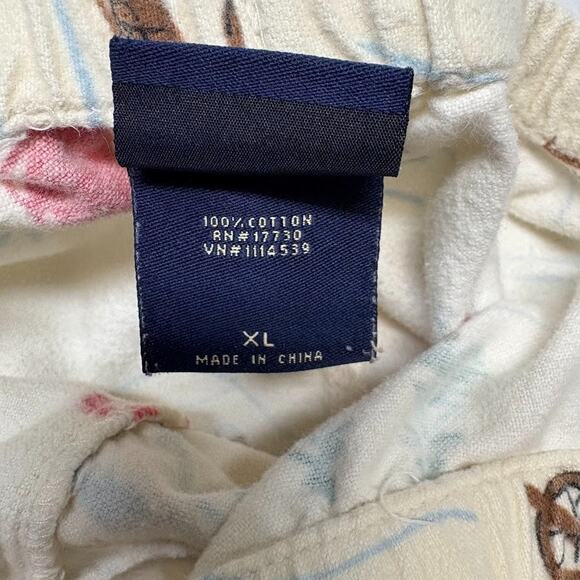 100% COTTON
RN#17730
VN#1114539
XL
MADE IN CHINA